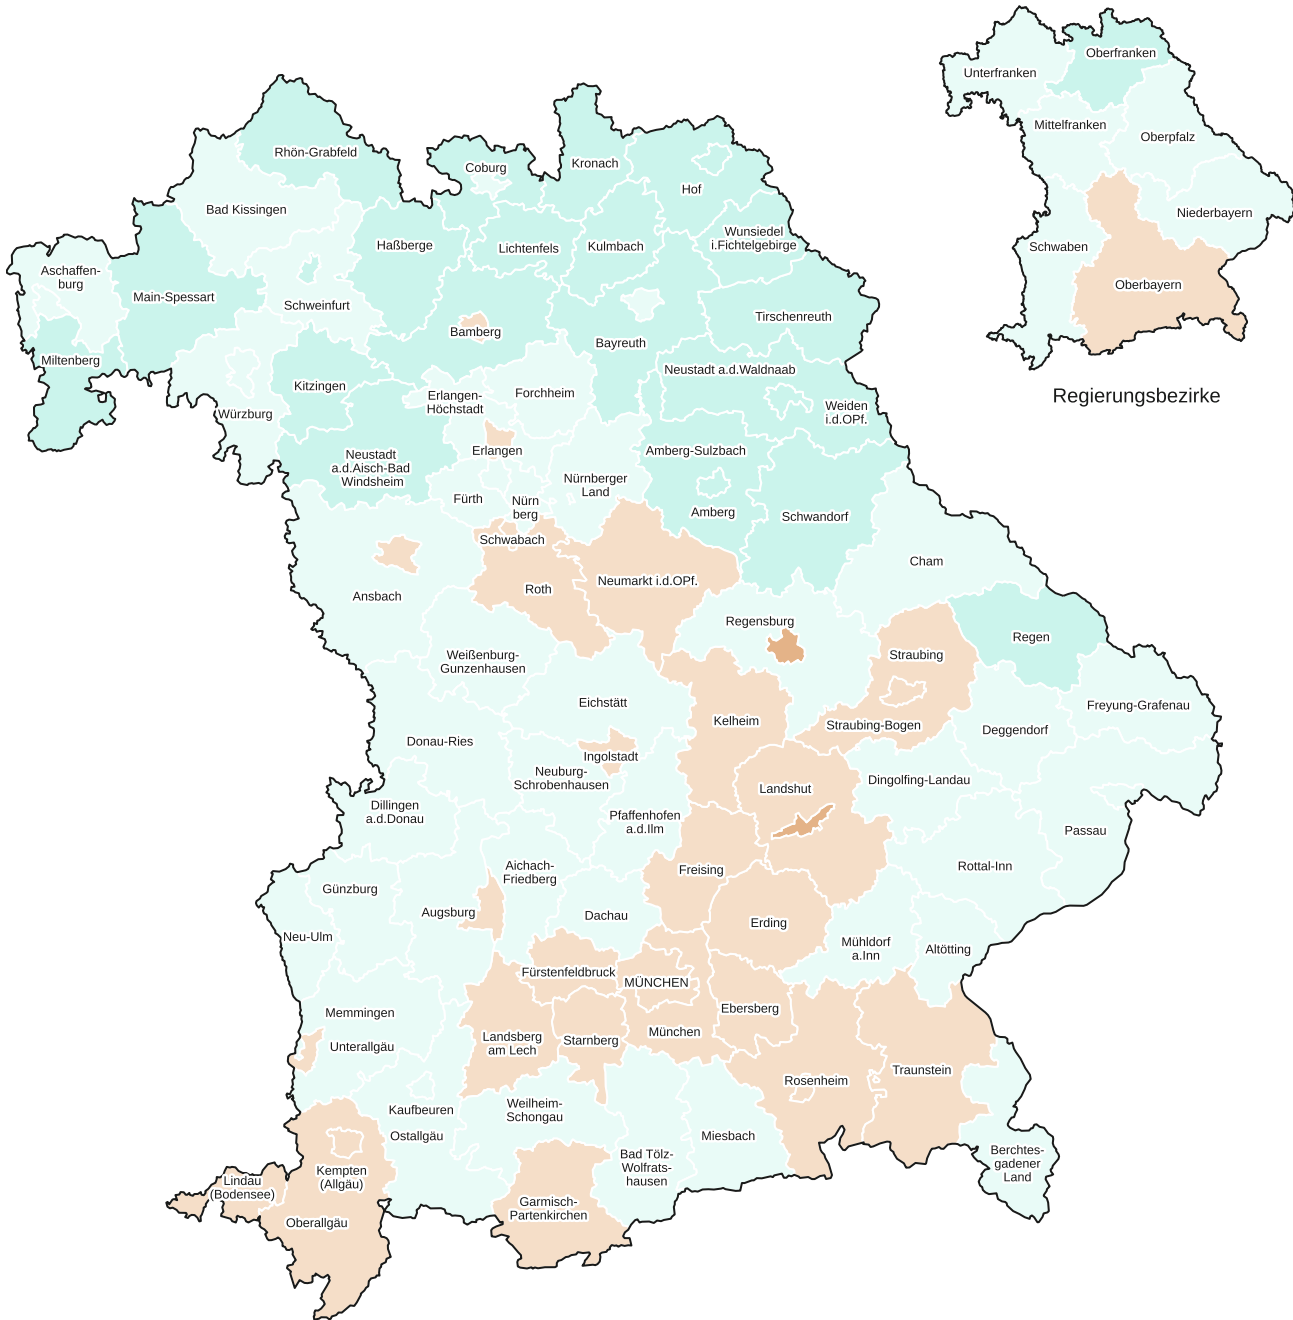 Oberfranken
Unterfranken
Mittelfranken
Oberpfalz
Niederbayern
Schwaben
Oberbayern
Regierungsbezirke
Rhön-Grabfeld
Coburg
Kronach
Hof
Bad Kissingen
Haßberge
Lichtenfels
Kulmbach
Wunsiedel
i.Fichtelgebirge
Aschaffen-
burg
Main-Spessart
Schweinfurt
Bamberg
Tirschenreuth
Bayreuth
Miltenberg
Kitzingen
Neustadt a.d.Waldnaab
Würzburg
Erlangen-
Höchstadt
Forchheim
Weiden
i.d.OPf.
Erlangen
Amberg-Sulzbach
Neustadt
a.d.Aisch-Bad
Windsheim
Fürth
Nürn
berg
Nürnberger
Land
Amberg
Schwandorf
Schwabach
Cham
Ansbach
Roth
Neumarkt i.d.OPf.
Regensburg
Regen
Weißenburg-
Gunzenhausen
Straubing
Eichstätt
Kelheim
Straubing-Bogen
Deggendorf
Freyung-Grafenau
Donau-Ries
Ingolstadt
Neuburg-
Schrobenhausen
Landshut
Dingolfing-Landau
Dillingen
a.d.Donau
Pfaffenhofen
a.d.Ilm
Passau
Aichach-
Friedberg
Freising
Rottal-Inn
Günzburg
Augsburg
Dachau
Erding
Neu-Ulm
Mühldorf
a.Inn
Altötting
Fürstenfeldbruck
MÜNCHEN
Ebersberg
Memmingen
Unterallgäu
Landsberg
am Lech
Starnberg
München
Rosenheim
Traunstein
Kaufbeuren
Ostallgäu
Weilheim-
Schongau
Miesbach
Bad Tölz-
Wolfrats-
hausen
Berchtes-
gadener
Land
Lindau
(Bodensee)
Kempten
(Allgäu)
Oberallgäu
Garmisch-
Partenkirchen